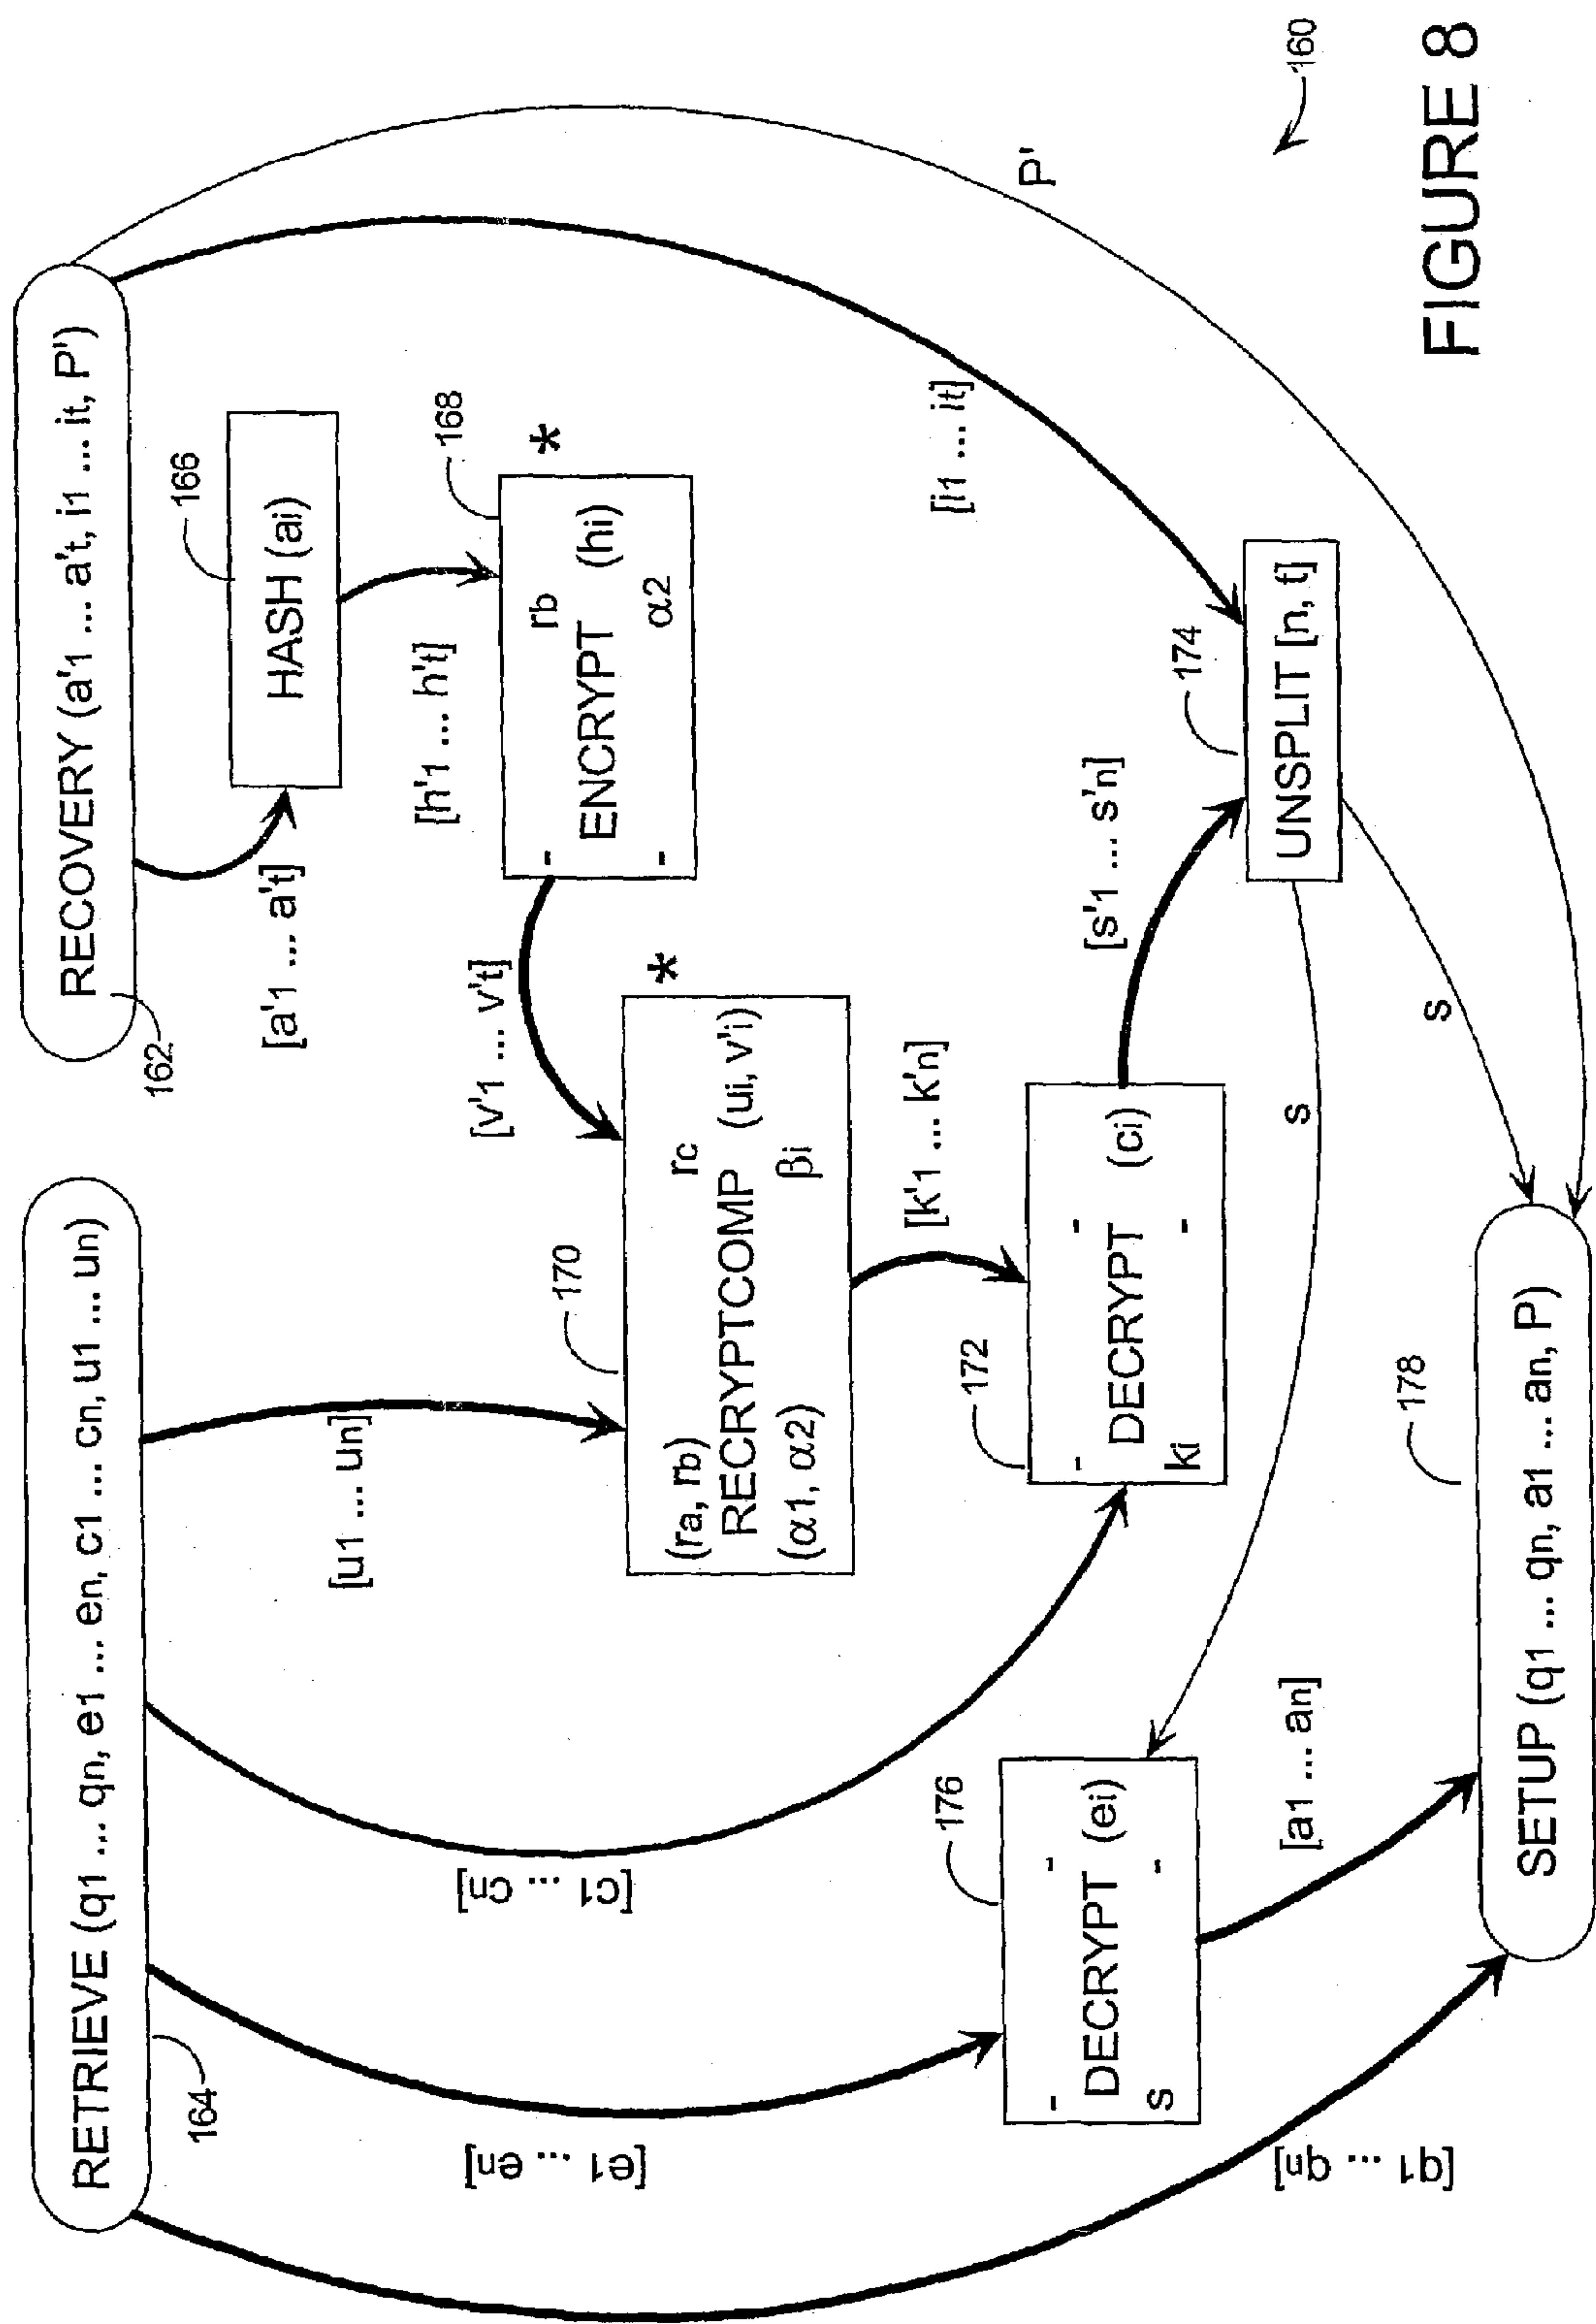 RETRIEVE (q1 ... qn, e1 ... en, c1 ... cn, u1 ... un)
164
RECOVERY (a'1 ... a't, i1 ... it, P')
162
[a'1 ... a't]
166
HASH (ai)
[h'1 ... h't]
168
*
- rb
ENCRYPT (hi)
- α2
[v'1 ... v't]
[u1 ... un]
170
*
(ra, rb) rc
RECRYPTCOMP (ui, v'i)
(α1, α2) βi
[c1 ... cn]
[e1 ... en]
[k'1 ... k'n]
172
- -
DECRYPT (ci)
ki -
[i1 ... it]
P'
[s'1 ... s'n]
174
UNSPLIT [n, t]
s
s
176
- -
DECRYPT (ei)
s -
[a1 ... an]
[q1 ... qn]
178
SETUP (q1 ... qn, a1 ... an, P)
160
FIGURE 8